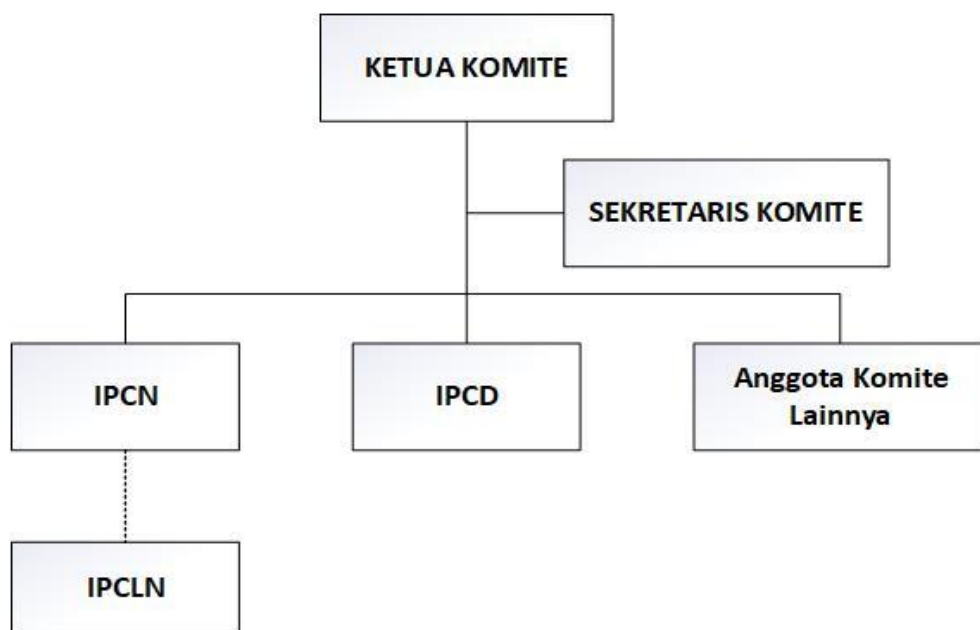 KETUA KOMITE
SEKRETARIS KOMITE
IPCN
IPCD
Anggota Komite
Lainnya
IPCLN